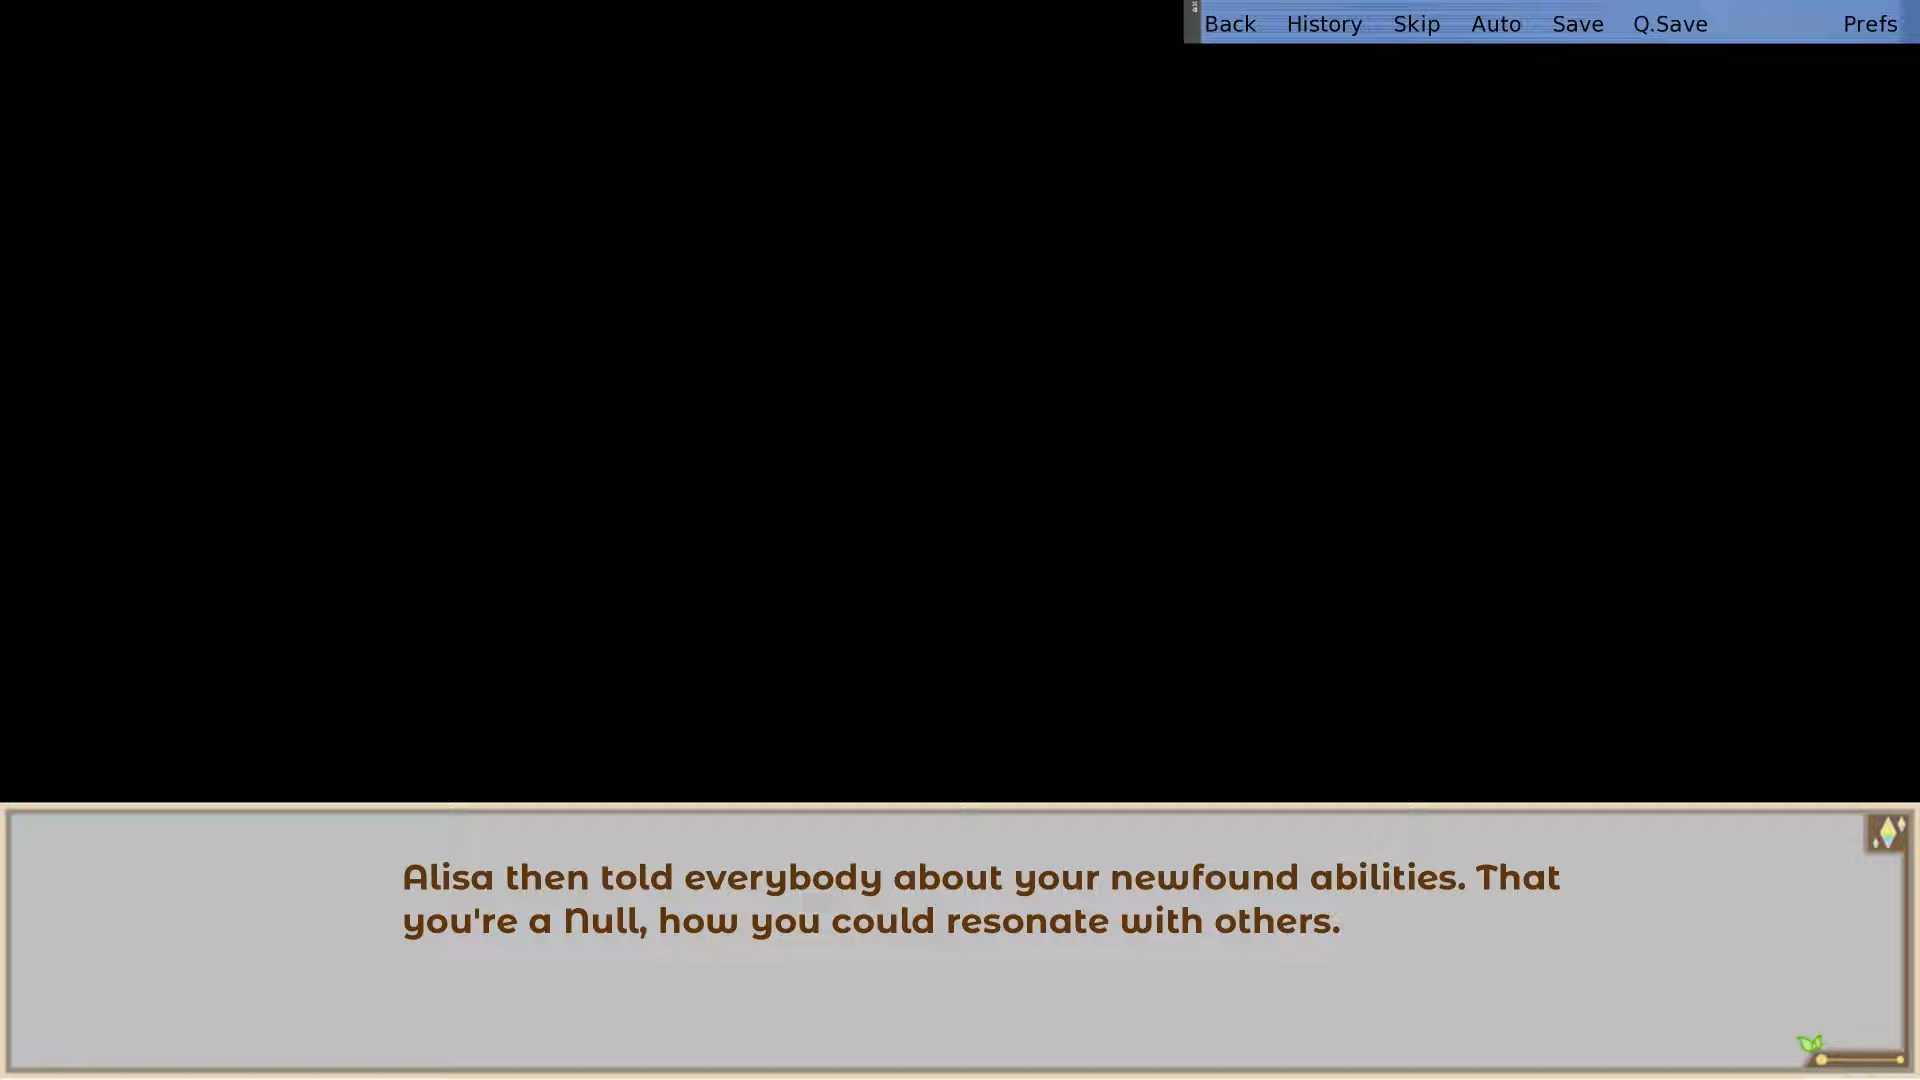 Back History Skip Auto Save Q.Save Prefs
Alisa then told everybody about your newfound abilities. That
you're a Null, how you could resonate with others.